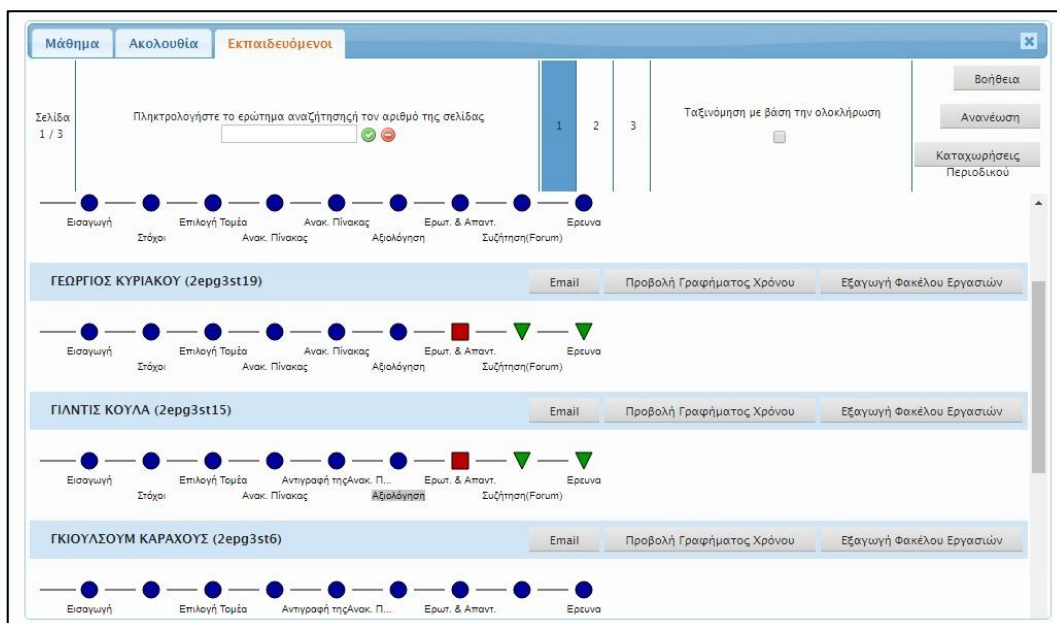 Μάθημα Ακολουθία Εκπαιδευόμενοι
Σελίδα
1 / 3
Πληκτρολογήστε το ερώτημα αναζήτησηςή τον αριθμό της σελίδας
1 2 3
Ταξινόμηση με βάση την ολοκλήρωση
Βοήθεια
Ανανέωση
Καταχωρήσεις
Περιοδικού
Εισαγωγή Επιλογή Τομέα Ανακ. Πίνακας Ερωτ. & Απαντ. Ερευνα
Στόχοι Ανακ. Πίνακας Αξιολόγηση Συζήτηση(Forum)
ΓΕΩΡΓΙΟΣ ΚΥΡΙΑΚΟΥ (2epg3st19) Email Προβολή Γραφήματος Χρόνου Εξαγωγή Φακέλου Εργασιών
Εισαγωγή Επιλογή Τομέα Ανακ. Πίνακας Ερωτ. & Απαντ. Ερευνα
Στόχοι Ανακ. Πίνακας Αξιολόγηση Συζήτηση(Forum)
ΓΙΛΝΤΙΣ ΚΟΥΛΑ (2epg3st15) Email Προβολή Γραφήματος Χρόνου Εξαγωγή Φακέλου Εργασιών
Εισαγωγή Επιλογή Τομέα Αντιγραφή τηςΑνακ. Π... Ερωτ. & Απαντ. Ερευνα
Στόχοι Ανακ. Πίνακας Αξιολόγηση Συζήτηση(Forum)
ΓΚΙΟΥΛΣΟΥΜ ΚΑΡΑΧΟΥΣ (2epg3st6) Email Προβολή Γραφήματος Χρόνου Εξαγωγή Φακέλου Εργασιών
Εισαγωγή Επιλογή Τομέα Αντιγραφή τηςΑνακ. Π... Ερωτ. & Απαντ. Ερευνα